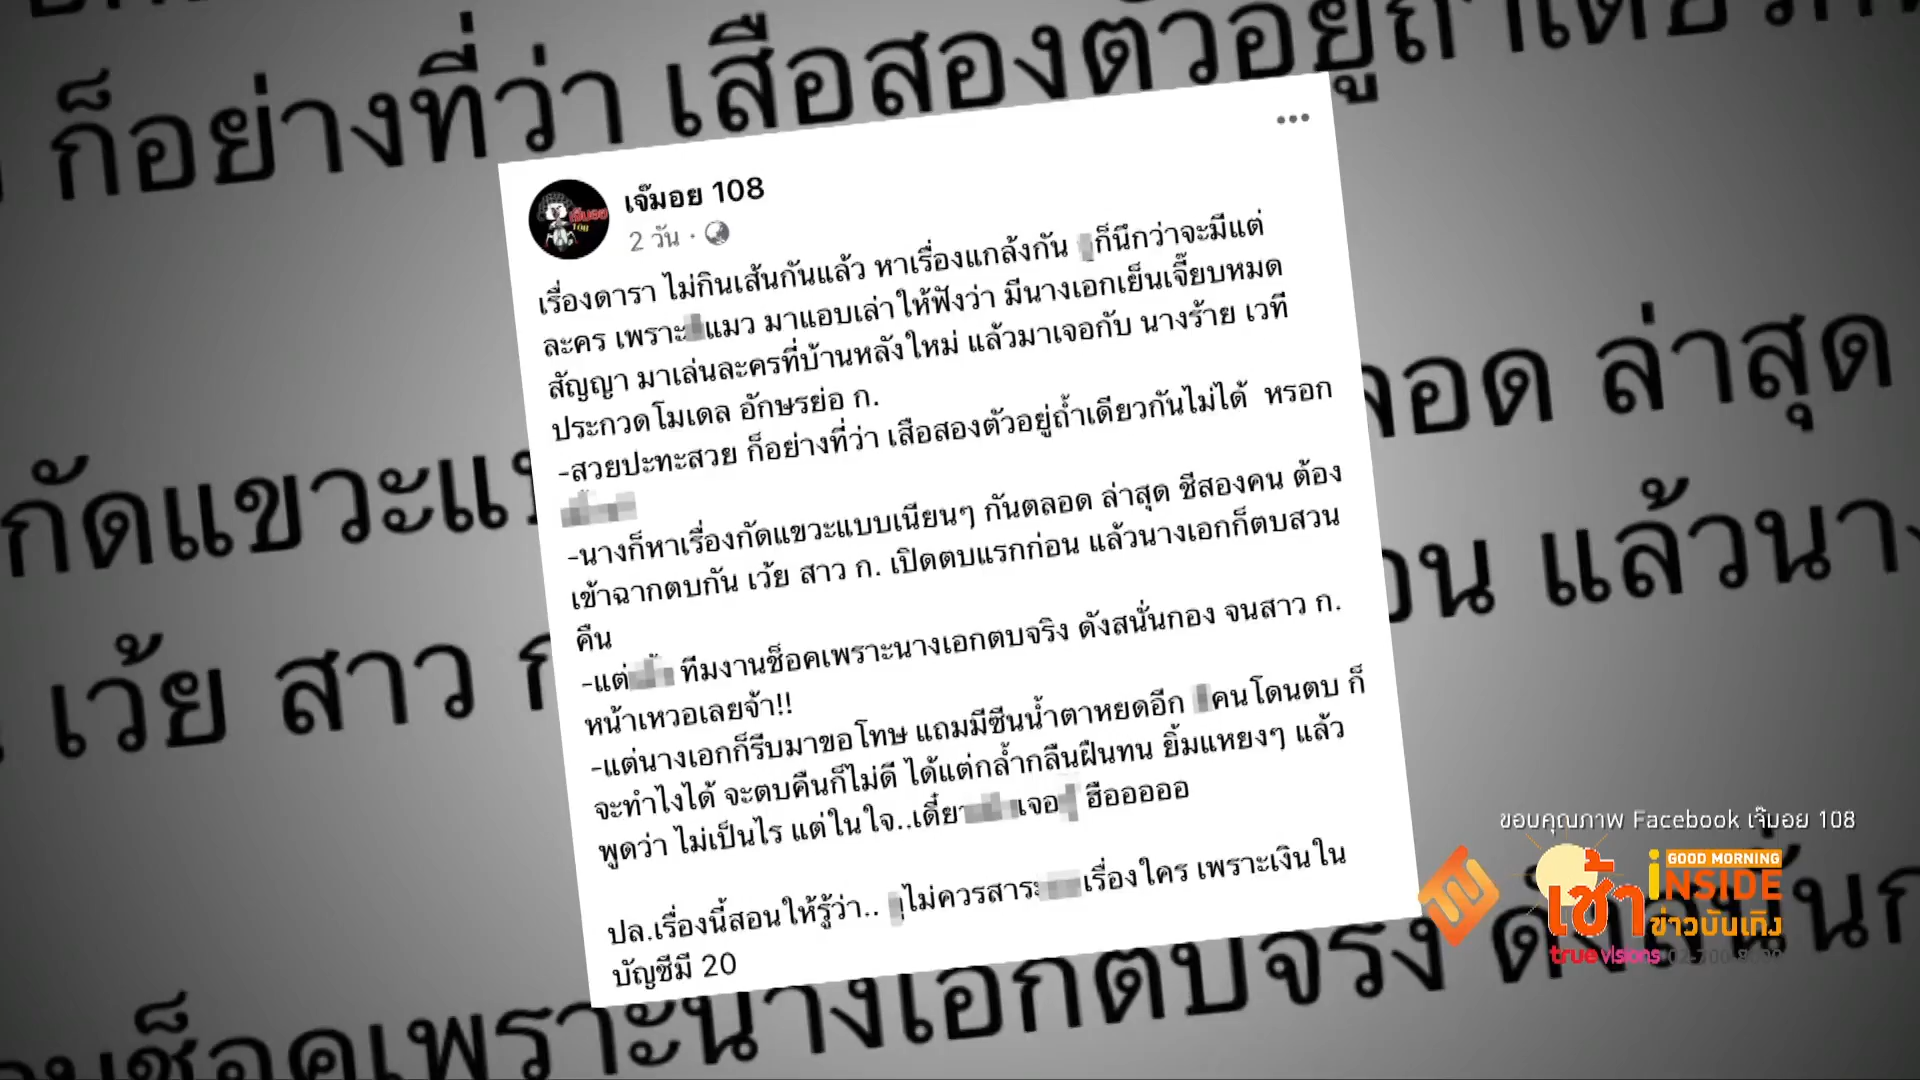 ก็อย่างที่ว่า เสือสองตัวอยู่ถ้ำเดียวกัน
เจ๊มอย 108
2 วัน
เรื่องดารา ไม่กินเส้นกันแล้ว หาเรื่องแกล้งกัน ก็นึกว่าจะมีแต่
ละคร เพราะ แมว มาแอบเล่าให้ฟังว่า มีนางเอกเย็นเจี๊ยบหมด
สัญญา มาเล่นละครที่บ้านหลังใหม่ แล้วมาเจอกับ นางร้าย เวที
ประกวดโมเดล อักษรย่อ ก.
-สวยปะทะสวย ก็อย่างที่ว่า เสือสองตัวอยู่ถ้ำเดียวกันไม่ได้ หรอก
-นางก็หาเรื่องกัดแขวะแบบเนียนๆ กันตลอด ล่าสุด ชีสองคน ต้อง
เข้าฉากตบกัน เว้ย สาว ก. เปิดตบแรกก่อน แล้วนางเอกก็ตบสวน
คืน
-แต่ ทีมงานช็อคเพราะนางเอกตบจริง ดังสนั่นกอง จนสาว ก.
หน้าเหวอเลยจ้า!!
-แต่นางเอกก็รีบมาขอโทษ แถมมีซีนน้ำตาหยดอีก คนโดนตบ ก็
จะทำไงได้ จะตบคืนก็ไม่ดี ได้แต่กล้ำกลืนฝืนทน ยิ้มแหยงๆ แล้ว
พูดว่า ไม่เป็นไร แต่ในใจ..เดี๋ย เจอ ฮืออออออ
ปล.เรื่องนี้สอนให้รู้ว่า.. ไม่ควรสาระ เรื่องใคร เพราะเงินใน
บัญชีมี 20
กัดแขวะแ ลอด ล่าสุด
เว้ย สาว ก อน แล้วนาง
ช็อคเพราะนางเอกตบจริง ดังสนั่นก
ขอบคุณภาพ Facebook เจ๊มอย 108
GOOD MORNING
เช้า iNSIDE
ข่าวบันเทิง
truevisions 02-700-8000